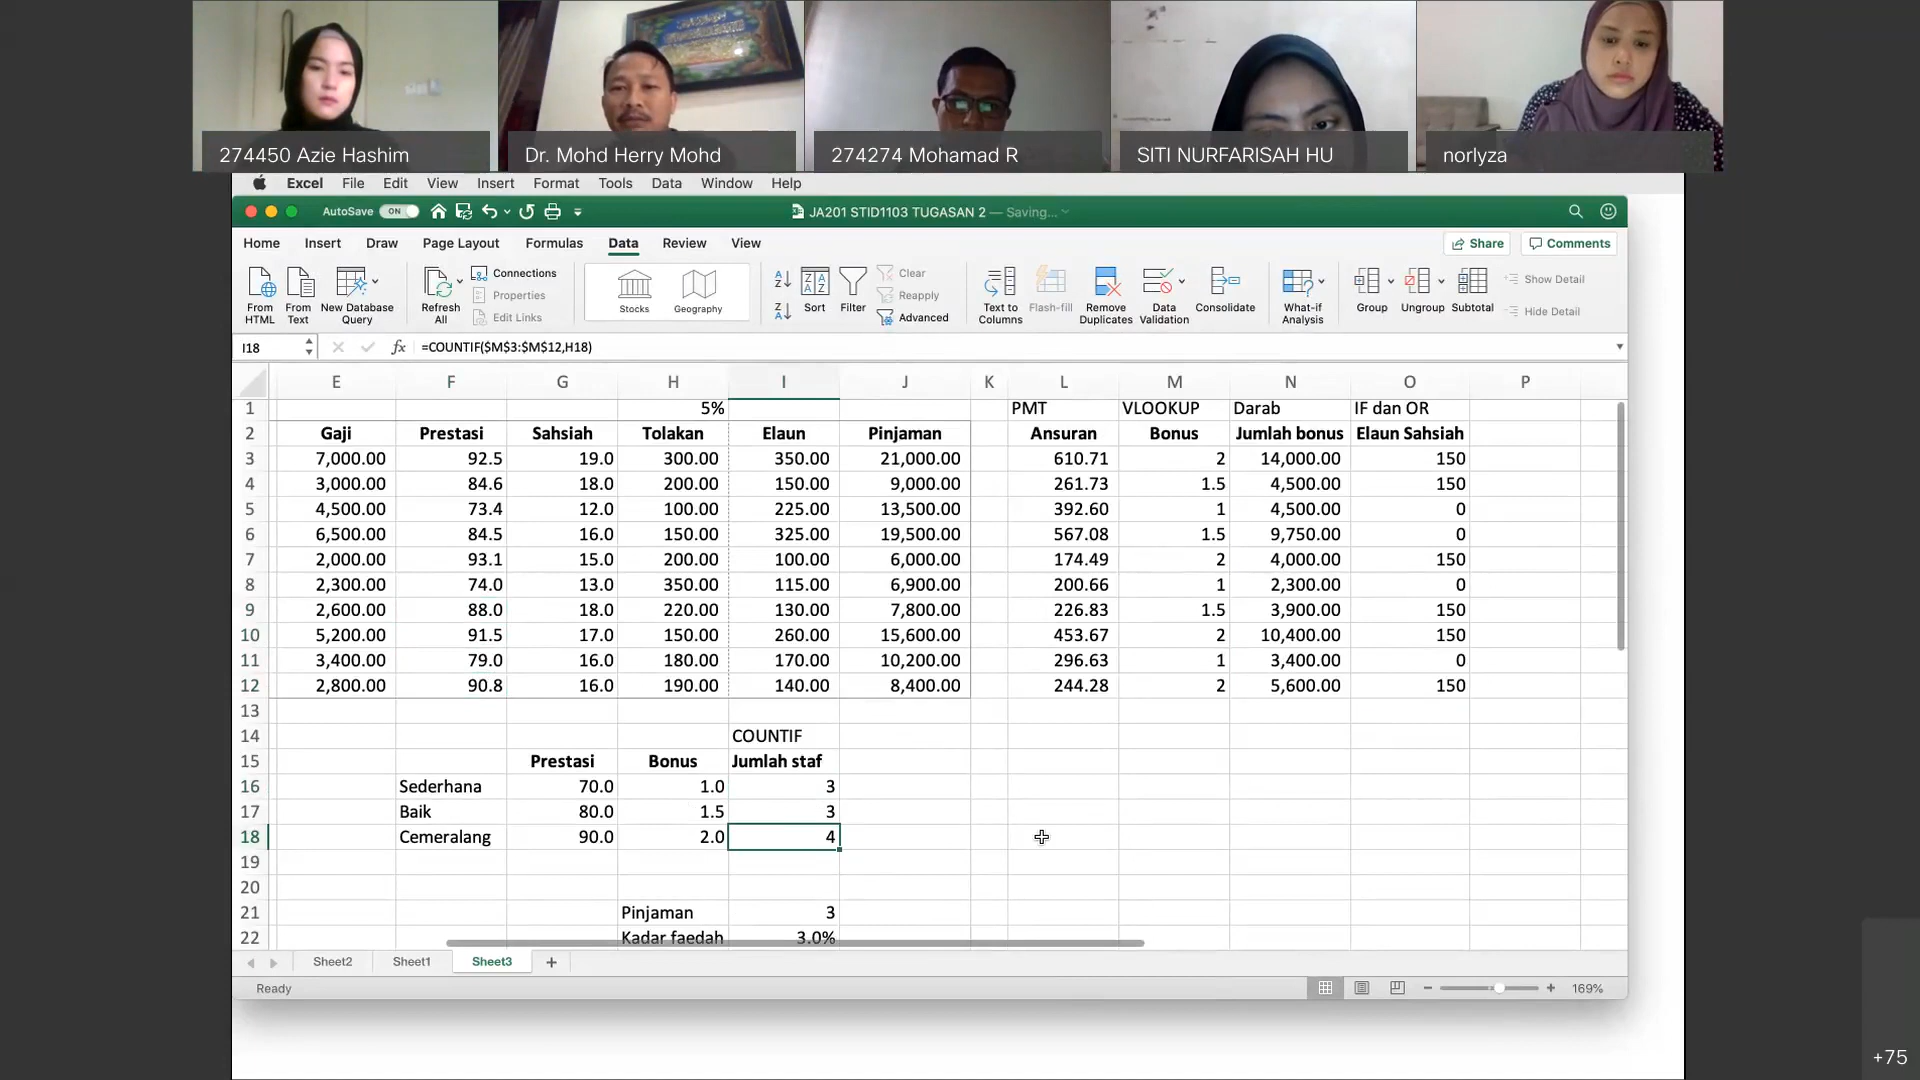 274450 Azie Hashim
Dr. Mohd Herry Mohd
274274 Mohamad R
SITI NURFARISAH HU
norlyza
Excel File Edit View Insert Format Tools Data Window Help
AutoSave ON
JA201 STID1103 TUGASAN 2 — Saving...
Home Insert Draw Page Layout Formulas Data Review View
Share Comments
From HTML
From Text
New Database Query
Refresh All
Connections
Properties
Edit Links
Stocks
Geography
Sort
Filter
Clear
Reapply
Advanced
Text to Columns
Flash-fill
Remove Duplicates
Data Validation
Consolidate
What-if Analysis
Group
Ungroup
Subtotal
Show Detail
Hide Detail
I18 fx =COUNTIF($M$3:$M$12,H18)
E F G H I J K L M N O P
1 5% PMT VLOOKUP Darab IF dan OR
2 Gaji Prestasi Sahsiah Tolakan Elaun Pinjaman Ansuran Bonus Jumlah bonus Elaun Sahsiah
3 7,000.00 92.5 19.0 300.00 350.00 21,000.00 610.71 2 14,000.00 150
4 3,000.00 84.6 18.0 200.00 150.00 9,000.00 261.73 1.5 4,500.00 150
5 4,500.00 73.4 12.0 100.00 225.00 13,500.00 392.60 1 4,500.00 0
6 6,500.00 84.5 16.0 150.00 325.00 19,500.00 567.08 1.5 9,750.00 0
7 2,000.00 93.1 15.0 200.00 100.00 6,000.00 174.49 2 4,000.00 150
8 2,300.00 74.0 13.0 350.00 115.00 6,900.00 200.66 1 2,300.00 0
9 2,600.00 88.0 18.0 220.00 130.00 7,800.00 226.83 1.5 3,900.00 150
10 5,200.00 91.5 17.0 150.00 260.00 15,600.00 453.67 2 10,400.00 150
11 3,400.00 79.0 16.0 180.00 170.00 10,200.00 296.63 1 3,400.00 0
12 2,800.00 90.8 16.0 190.00 140.00 8,400.00 244.28 2 5,600.00 150
13
14 COUNTIF
15 Prestasi Bonus Jumlah staf
16 Sederhana 70.0 1.0 3
17 Baik 80.0 1.5 3
18 Cemeralang 90.0 2.0 4
19
20
21 Pinjaman 3
22 Kadar faedah 3.0%
Sheet2 Sheet1 Sheet3
Ready 169%
+75